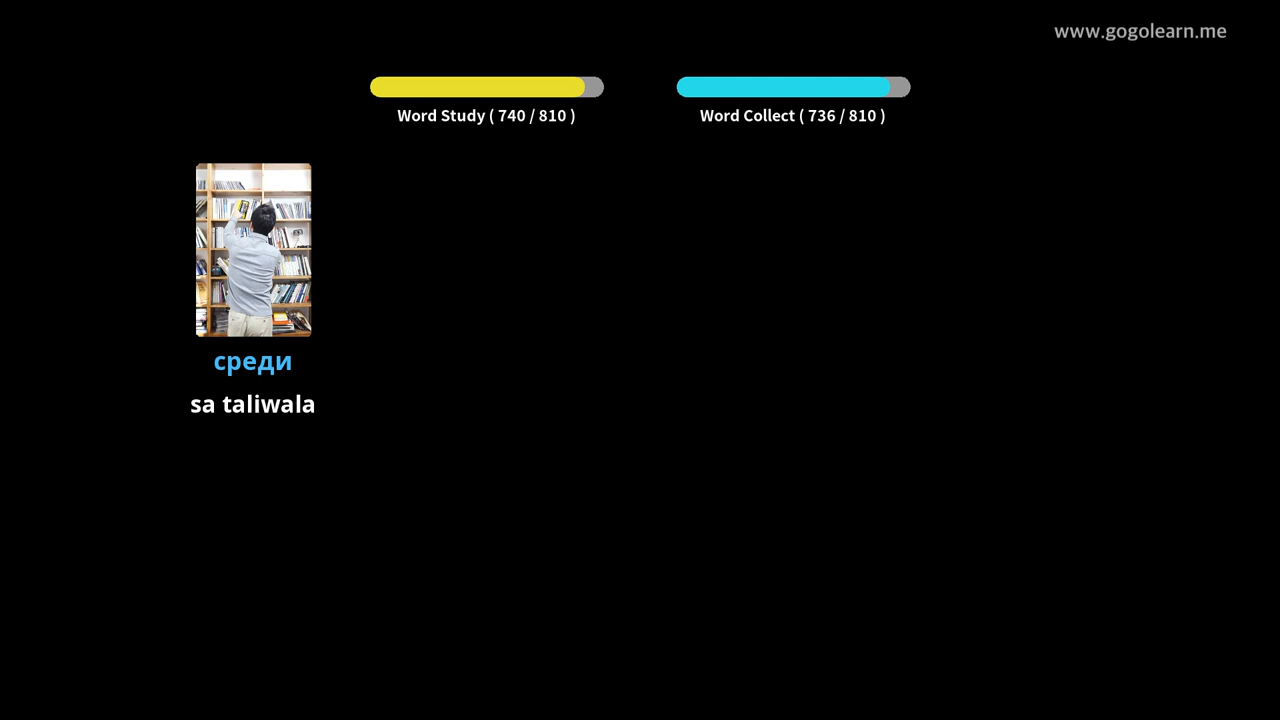 www.gogolearn.me
Word Study ( 740 / 810 )
Word Collect ( 736 / 810 )
среди
sa taliwala